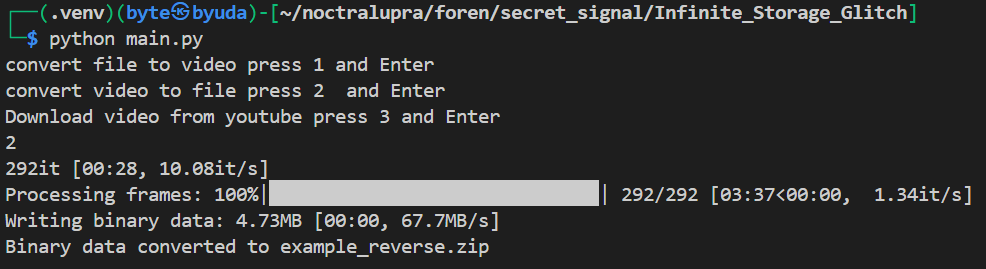 ┌──(.venv)(byte㉿byuda)-[~/noctralupra/foren/secret_signal/Infinite_Storage_Glitch]
└─$ python main.py
convert file to video press 1 and Enter
convert video to file press 2  and Enter
Download video from youtube press 3 and Enter
2
292it [00:28, 10.08it/s]
Processing frames: 100%|██████████████████████████████| 292/292 [03:37<00:00,  1.34it/s]
Writing binary data: 4.73MB [00:00, 67.7MB/s]
Binary data converted to example_reverse.zip